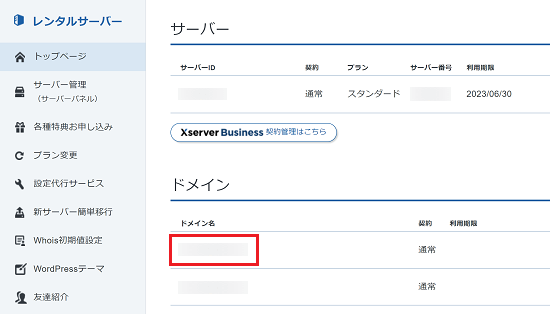 レンタルサーバー
トップページ
サーバー管理
(サーバーパネル)
各種特典お申し込み
プラン変更
設定代行サービス
新サーバー簡単移行
Whois初期値設定
WordPressテーマ
友達紹介
サーバー
サーバーID 契約 プラン サーバー番号 利用期限
通常 スタンダード 2023/06/30
Xserver Business 契約管理はこちら
ドメイン
ドメイン名 契約 利用期限
通常
通常